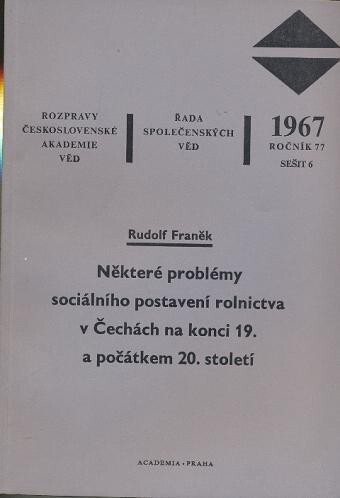 ROZPRAVY
ČESKOSLOVENSKÉ
AKADEMIE
VĚD
ŘADA
SPOLEČENSKÝCH
VĚD
1967
ROČNÍK 77
SEŠIT 6
Rudolf Franěk
Některé problémy
sociálního postavení rolnictva
v Čechách na konci 19.
a počátkem 20. století
ACADEMIA • PRAHA